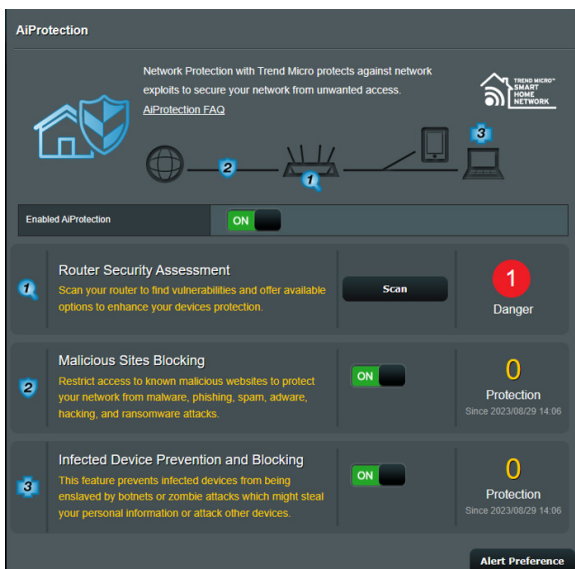 AiProtection
Network Protection with Trend Micro protects against network
exploits to secure your network from unwanted access.
AiProtection FAQ
TREND MICRO™
SMART
HOME
NETWORK
3
2
1
Enabled AiProtection
ON
1
Router Security Assessment
Scan your router to find vulnerabilities and offer available
options to enhance your devices protection.
Scan
1
Danger
2
Malicious Sites Blocking
Restrict access to known malicious websites to protect
your network from malware, phishing, spam, adware,
hacking, and ransomware attacks.
ON
0
Protection
Since 2023/08/29 14:06
3
Infected Device Prevention and Blocking
This feature prevents infected devices from being
enslaved by botnets or zombie attacks which might steal
your personal information or attack other devices.
ON
0
Protection
Since 2023/08/29 14:06
Alert Preference